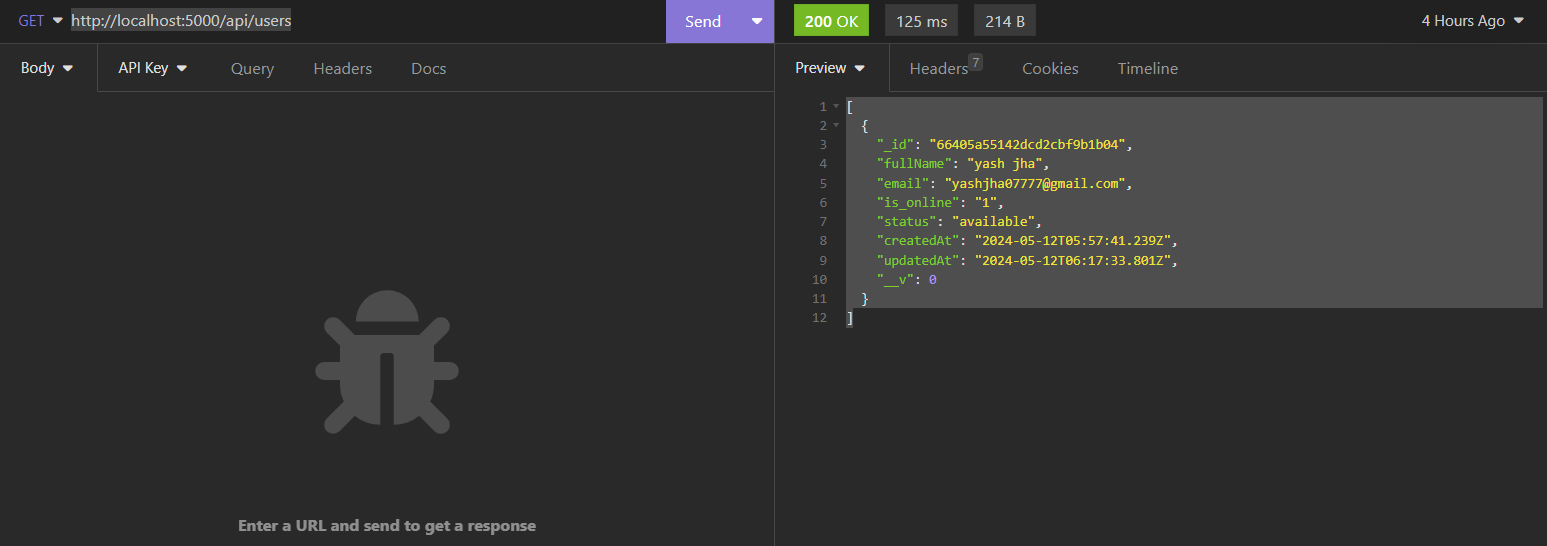 GET http://localhost:5000/api/users Send
200 OK 125 ms 214 B 4 Hours Ago
Body API Key Query Headers Docs
Preview Headers 7 Cookies Timeline
1 [
2 {
3 "_id": "66405a55142dcd2cbf9b1b04",
4 "fullName": "yash jha",
5 "email": "yashjha07777@gmail.com",
6 "is_online": "1",
7 "status": "available",
8 "createdAt": "2024-05-12T05:57:41.239Z",
9 "updatedAt": "2024-05-12T06:17:33.801Z",
10 "__v": 0
11 }
12 ]
Enter a URL and send to get a response